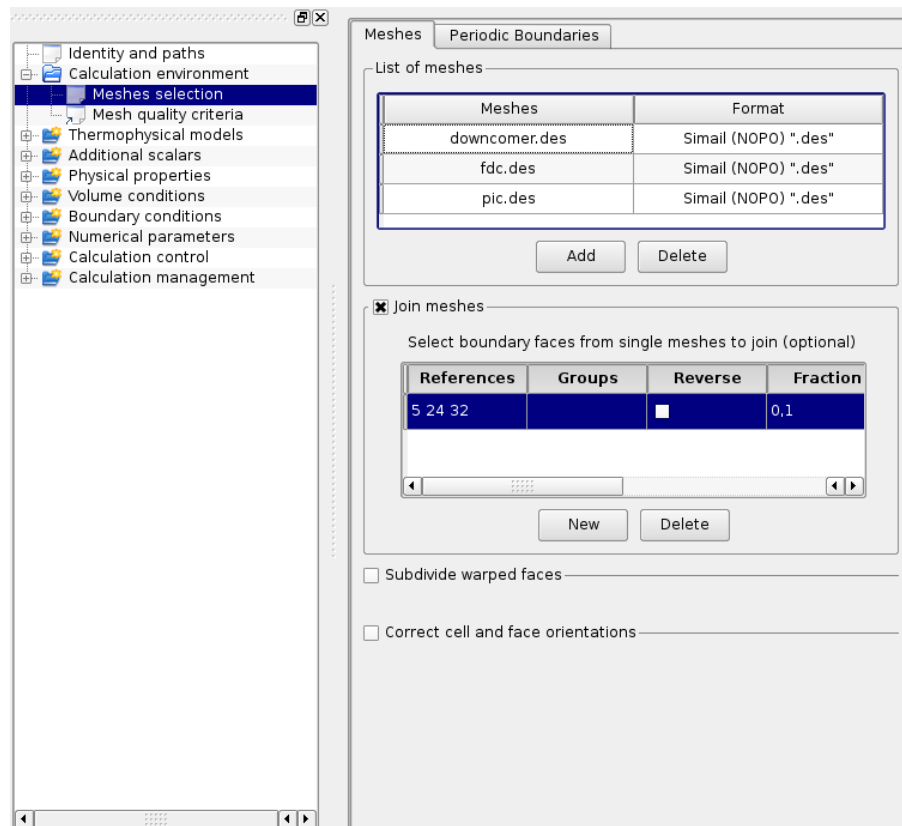 Identity and paths
Calculation environment
Meshes selection
Mesh quality criteria
Thermophysical models
Additional scalars
Physical properties
Volume conditions
Boundary conditions
Numerical parameters
Calculation control
Calculation management
Meshes Periodic Boundaries
List of meshes
Meshes Format
downcomer.des Simail (NOPO) ".des"
fdc.des Simail (NOPO) ".des"
pic.des Simail (NOPO) ".des"
Add Delete
Join meshes
Select boundary faces from single meshes to join (optional)
References Groups Reverse Fraction
5 24 32 0,1
New Delete
Subdivide warped faces
Correct cell and face orientations